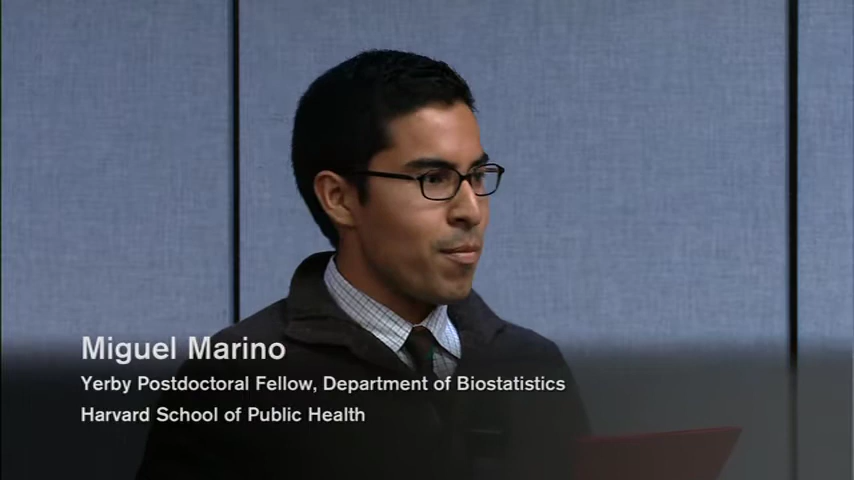 Miguel Marino
Yerby Postdoctoral Fellow, Department of Biostatistics
Harvard School of Public Health